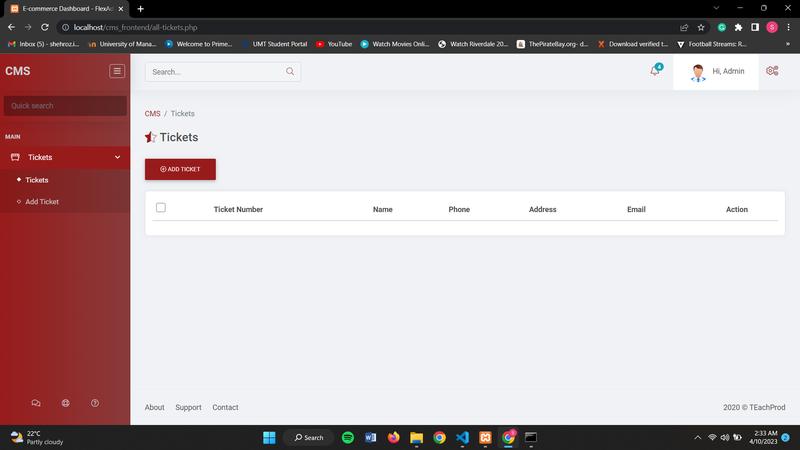 E-commerce Dashboard - FlexAd
localhost/cms_frontend/all-tickets.php
Inbox (5) - shehroz.i...
University of Mana...
Welcome to Prime...
UMT Student Portal
YouTube
Watch Movies Onli...
Watch Riverdale 20...
ThePirateBay.org- d...
Download verified t...
Football Streams: R...
»
CMS
Search...
4
Hi, Admin
Quick search
CMS / Tickets
MAIN
Tickets
Tickets
Tickets
Add Ticket
ADD TICKET
Ticket Number Name Phone Address Email Action
About Support Contact
2020 © TEachProd
22°C
Partly cloudy
Search
2:33 AM
4/10/2023
2